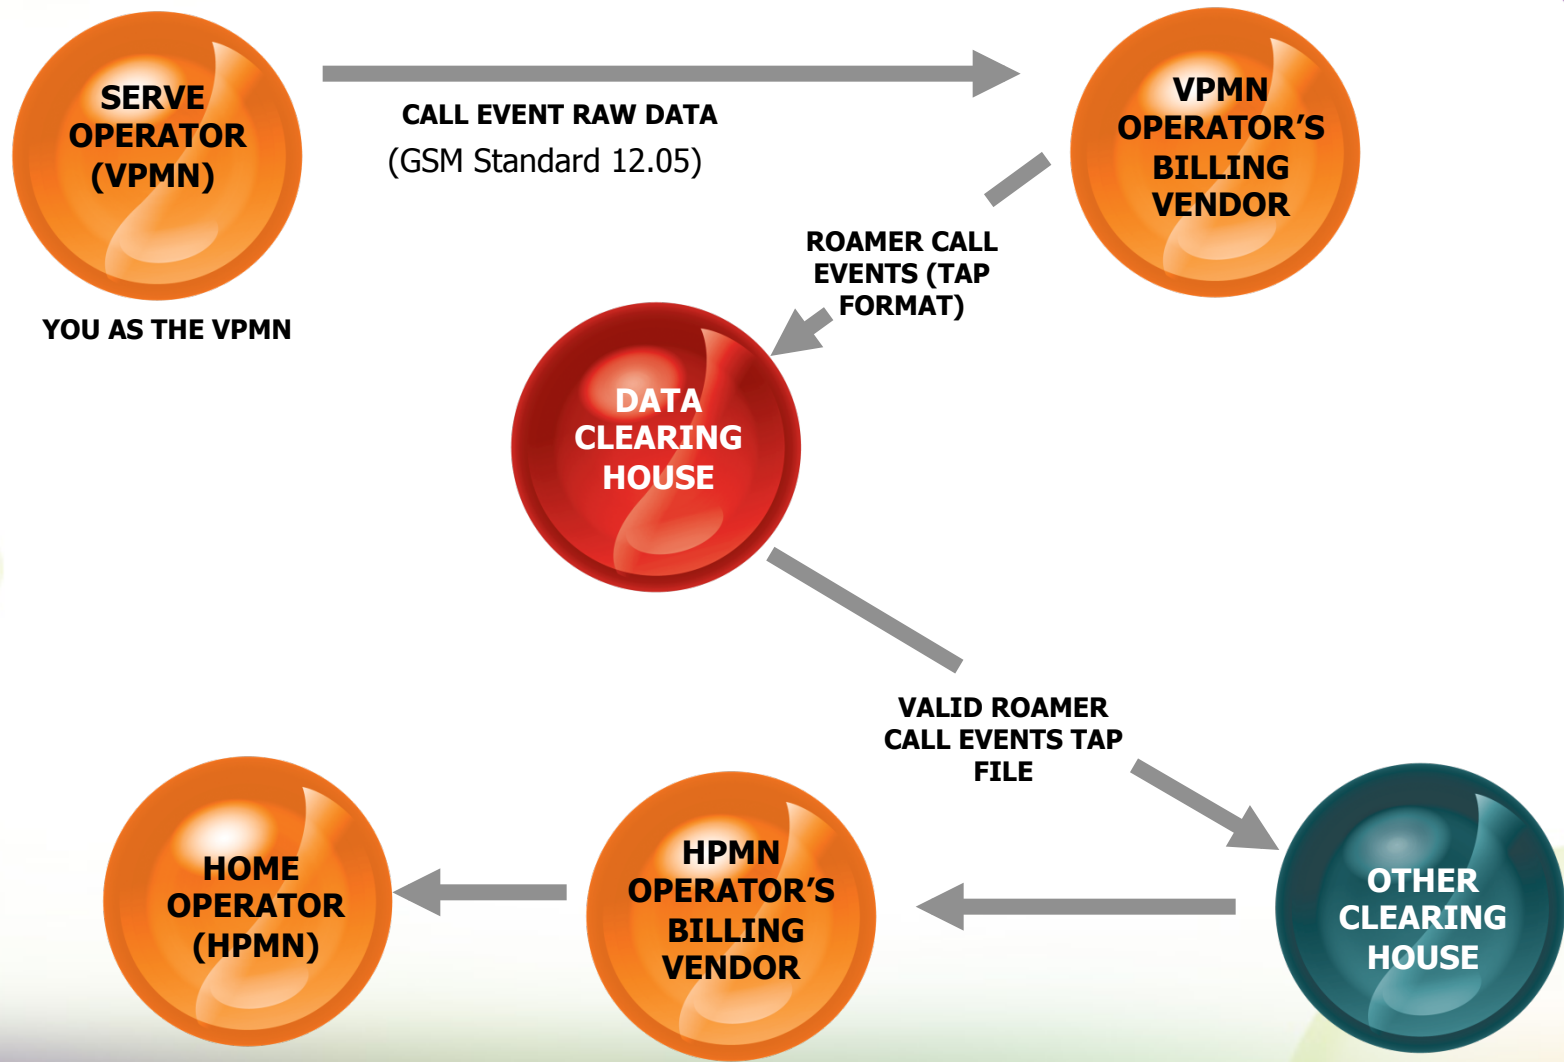 SERVE
OPERATOR
(VPMN)
YOU AS THE VPMN
CALL EVENT RAW DATA
(GSM Standard 12.05)
VPMN
OPERATOR’S
BILLING
VENDOR
ROAMER CALL
EVENTS (TAP
FORMAT)
DATA
CLEARING
HOUSE
VALID ROAMER
CALL EVENTS TAP
FILE
OTHER
CLEARING
HOUSE
HPMN
OPERATOR’S
BILLING
VENDOR
HOME
OPERATOR
(HPMN)